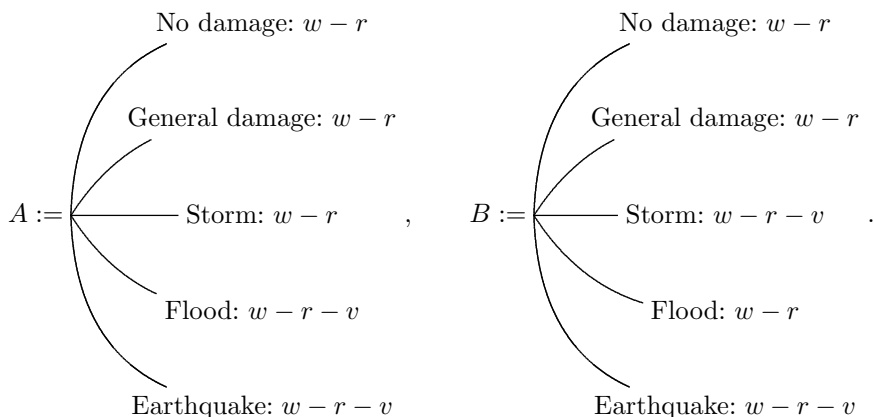 No damage: w − r
General damage: w − r
A := Storm: w − r ,
Flood: w − r − v
Earthquake: w − r − v
No damage: w − r
General damage: w − r
B := Storm: w − r − v .
Flood: w − r
Earthquake: w − r − v